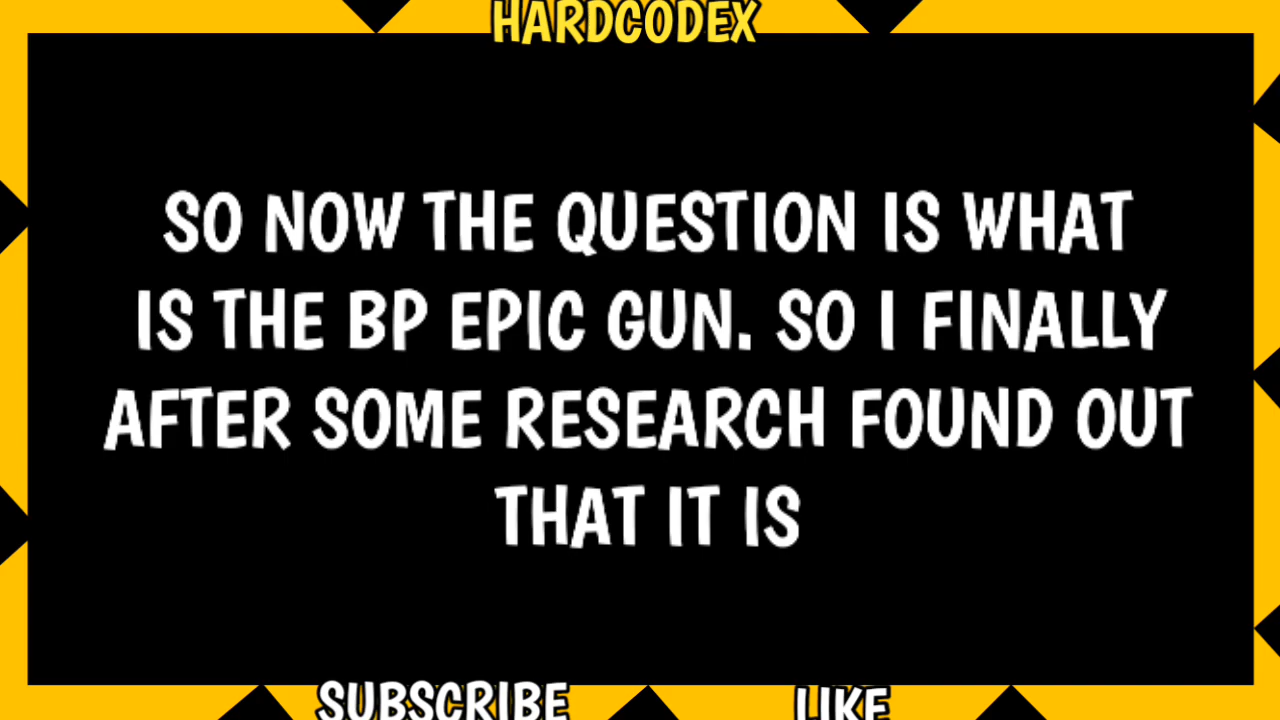 HARDCODEX
SO NOW THE QUESTION IS WHAT
IS THE BP EPIC GUN. SO I FINALLY
AFTER SOME RESEARCH FOUND OUT
THAT IT IS
SUBSCRIBE LIKE